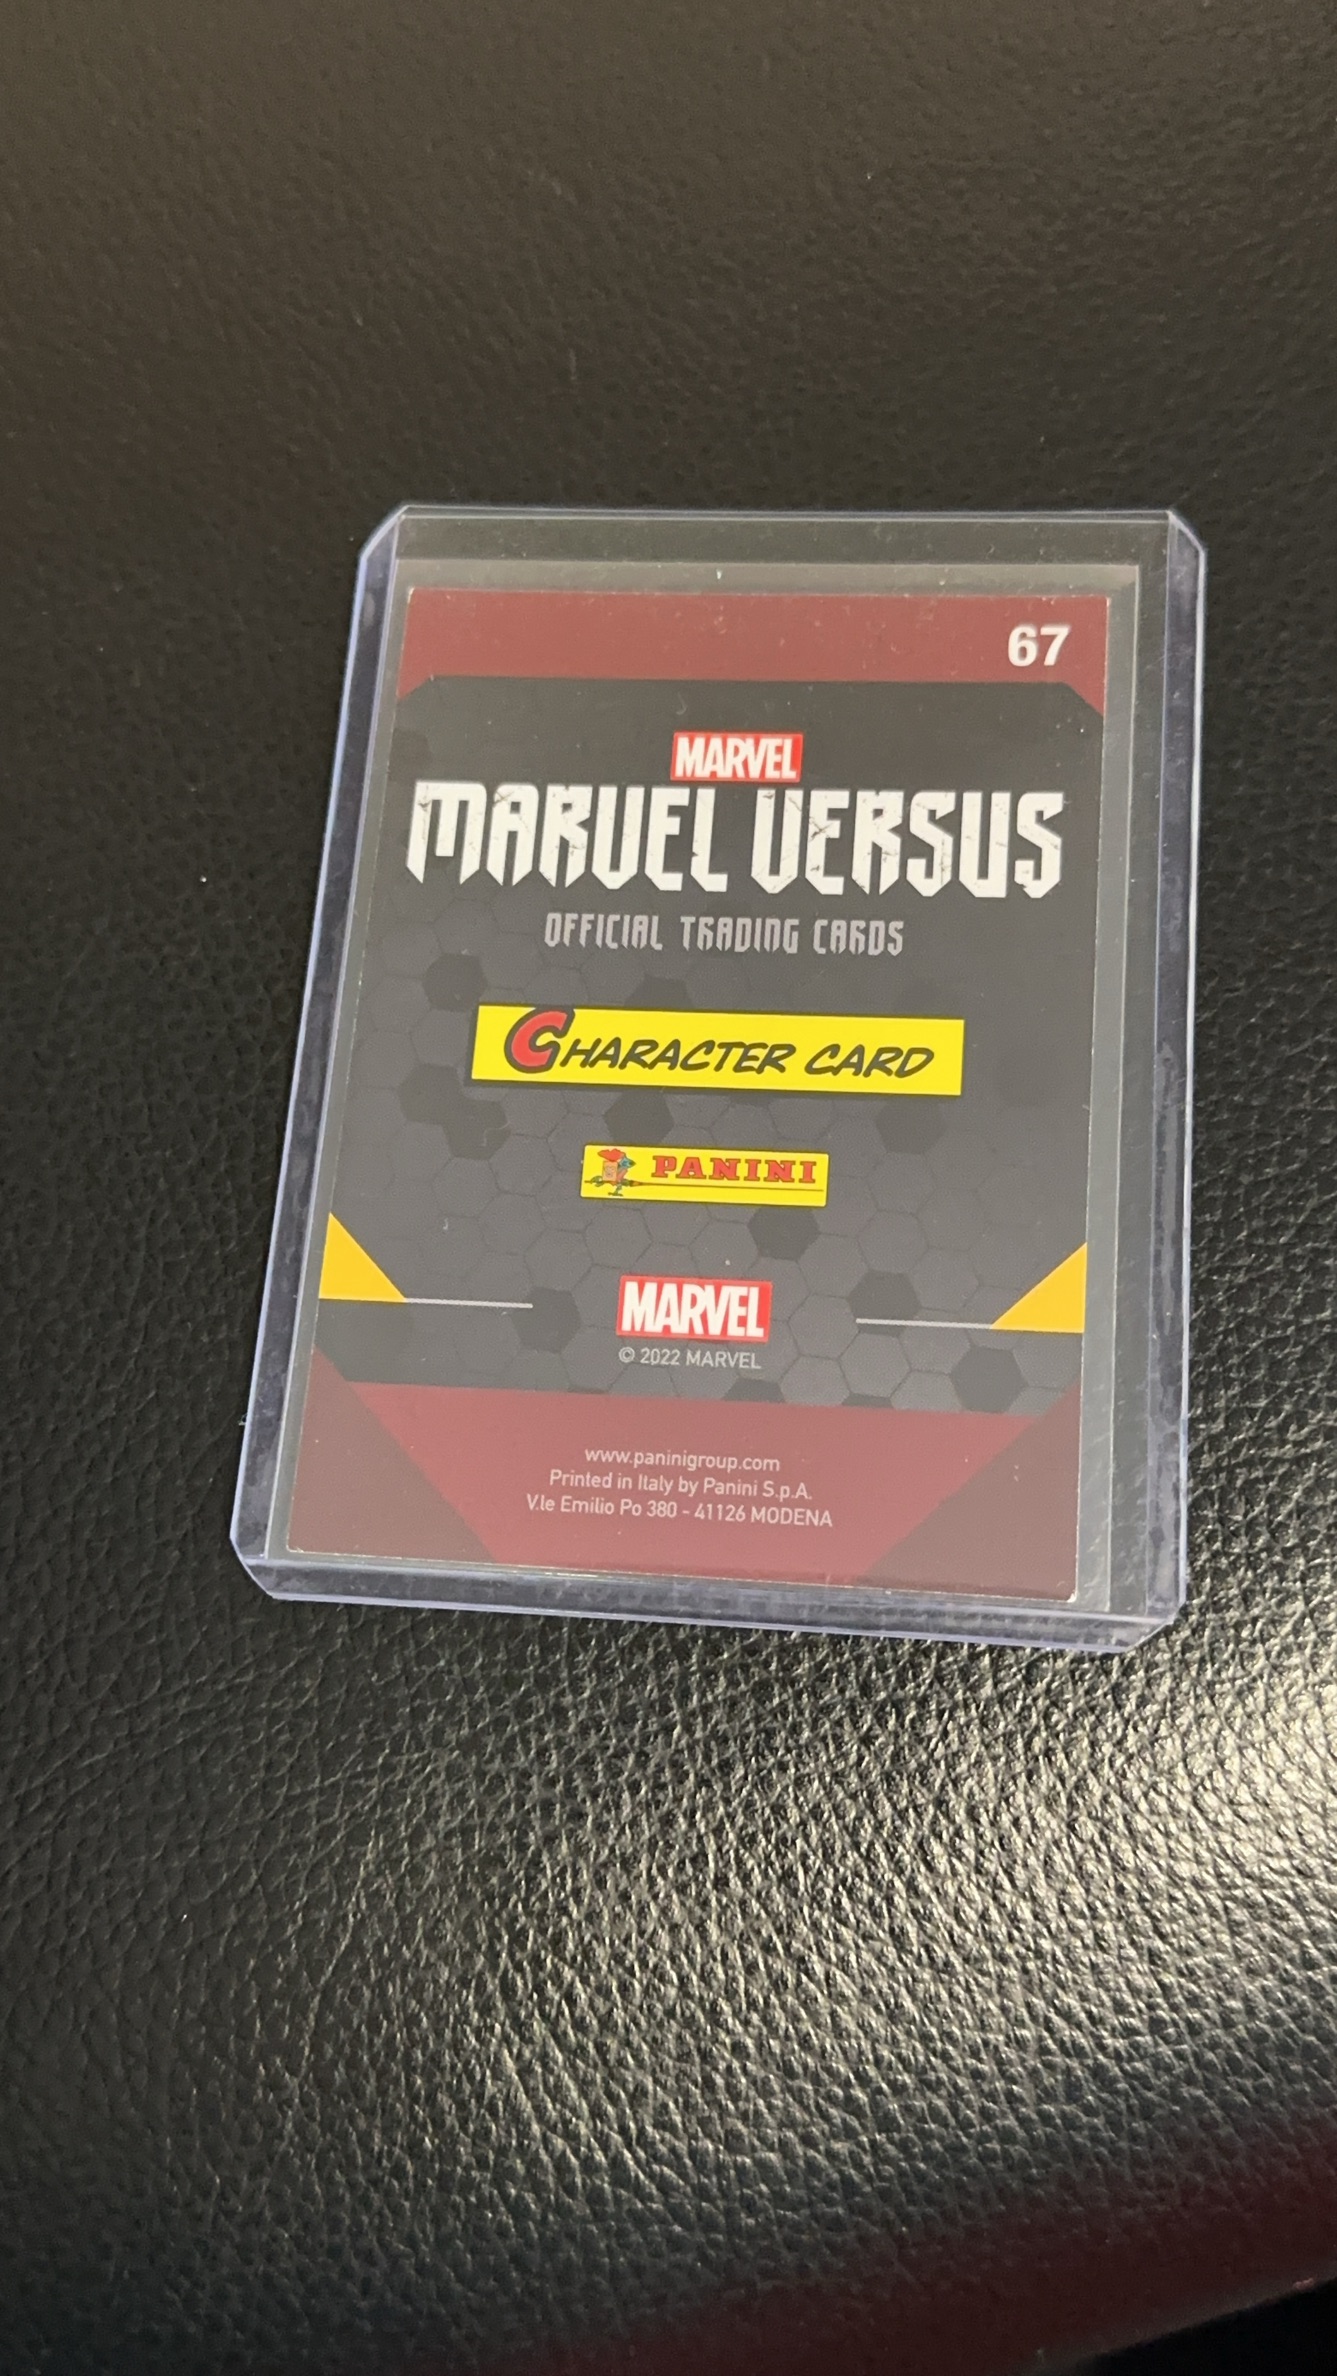 67
MARVEL
MARVEL VERSUS
OFFICIAL TRADING CARDS
CHARACTER CARD
PANINI
MARVEL
© 2022 MARVEL
www.paninigroup.com
Printed in Italy by Panini S.p.A.
V.le Emilio Po 380 - 41126 MODENA